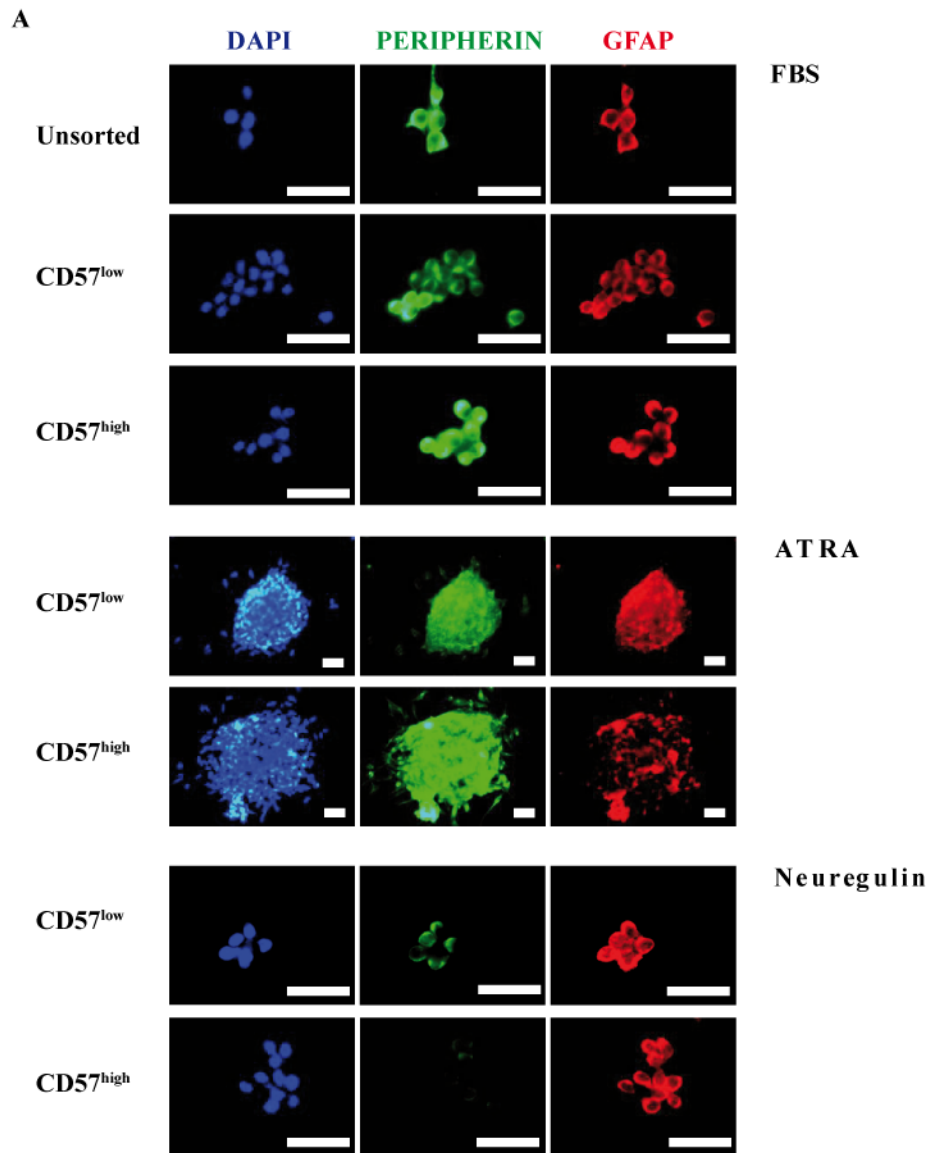 A
DAPI PERIPHERIN GFAP
FBS
Unsorted
CD57low
CD57high
ATRA
CD57low
CD57high
Neuregulin
CD57low
CD57high